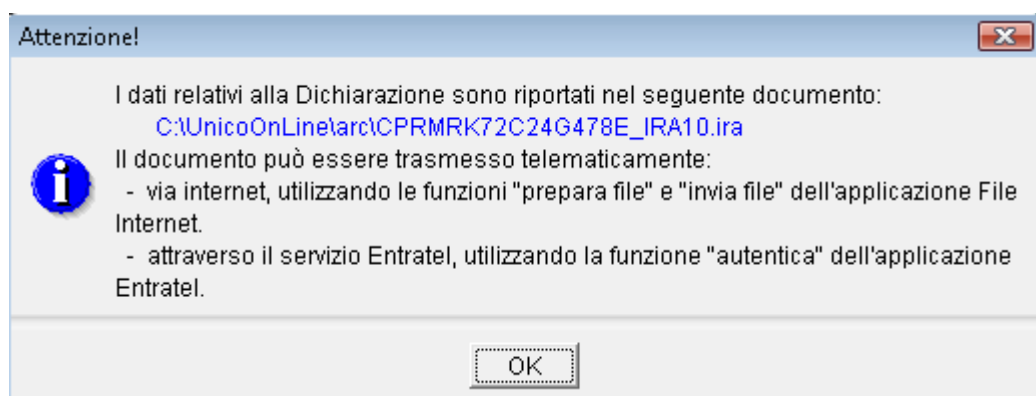 Attenzione!
I dati relativi alla Dichiarazione sono riportati nel seguente documento:
C:\UnicoOnLine\arc\CPRMRK72C24G478E_IRA10.ira
Il documento può essere trasmesso telematicamente:
- via internet, utilizzando le funzioni "prepara file" e "invia file" dell'applicazione File
Internet.
- attraverso il servizio Entratel, utilizzando la funzione "autentica" dell'applicazione
Entratel.
OK